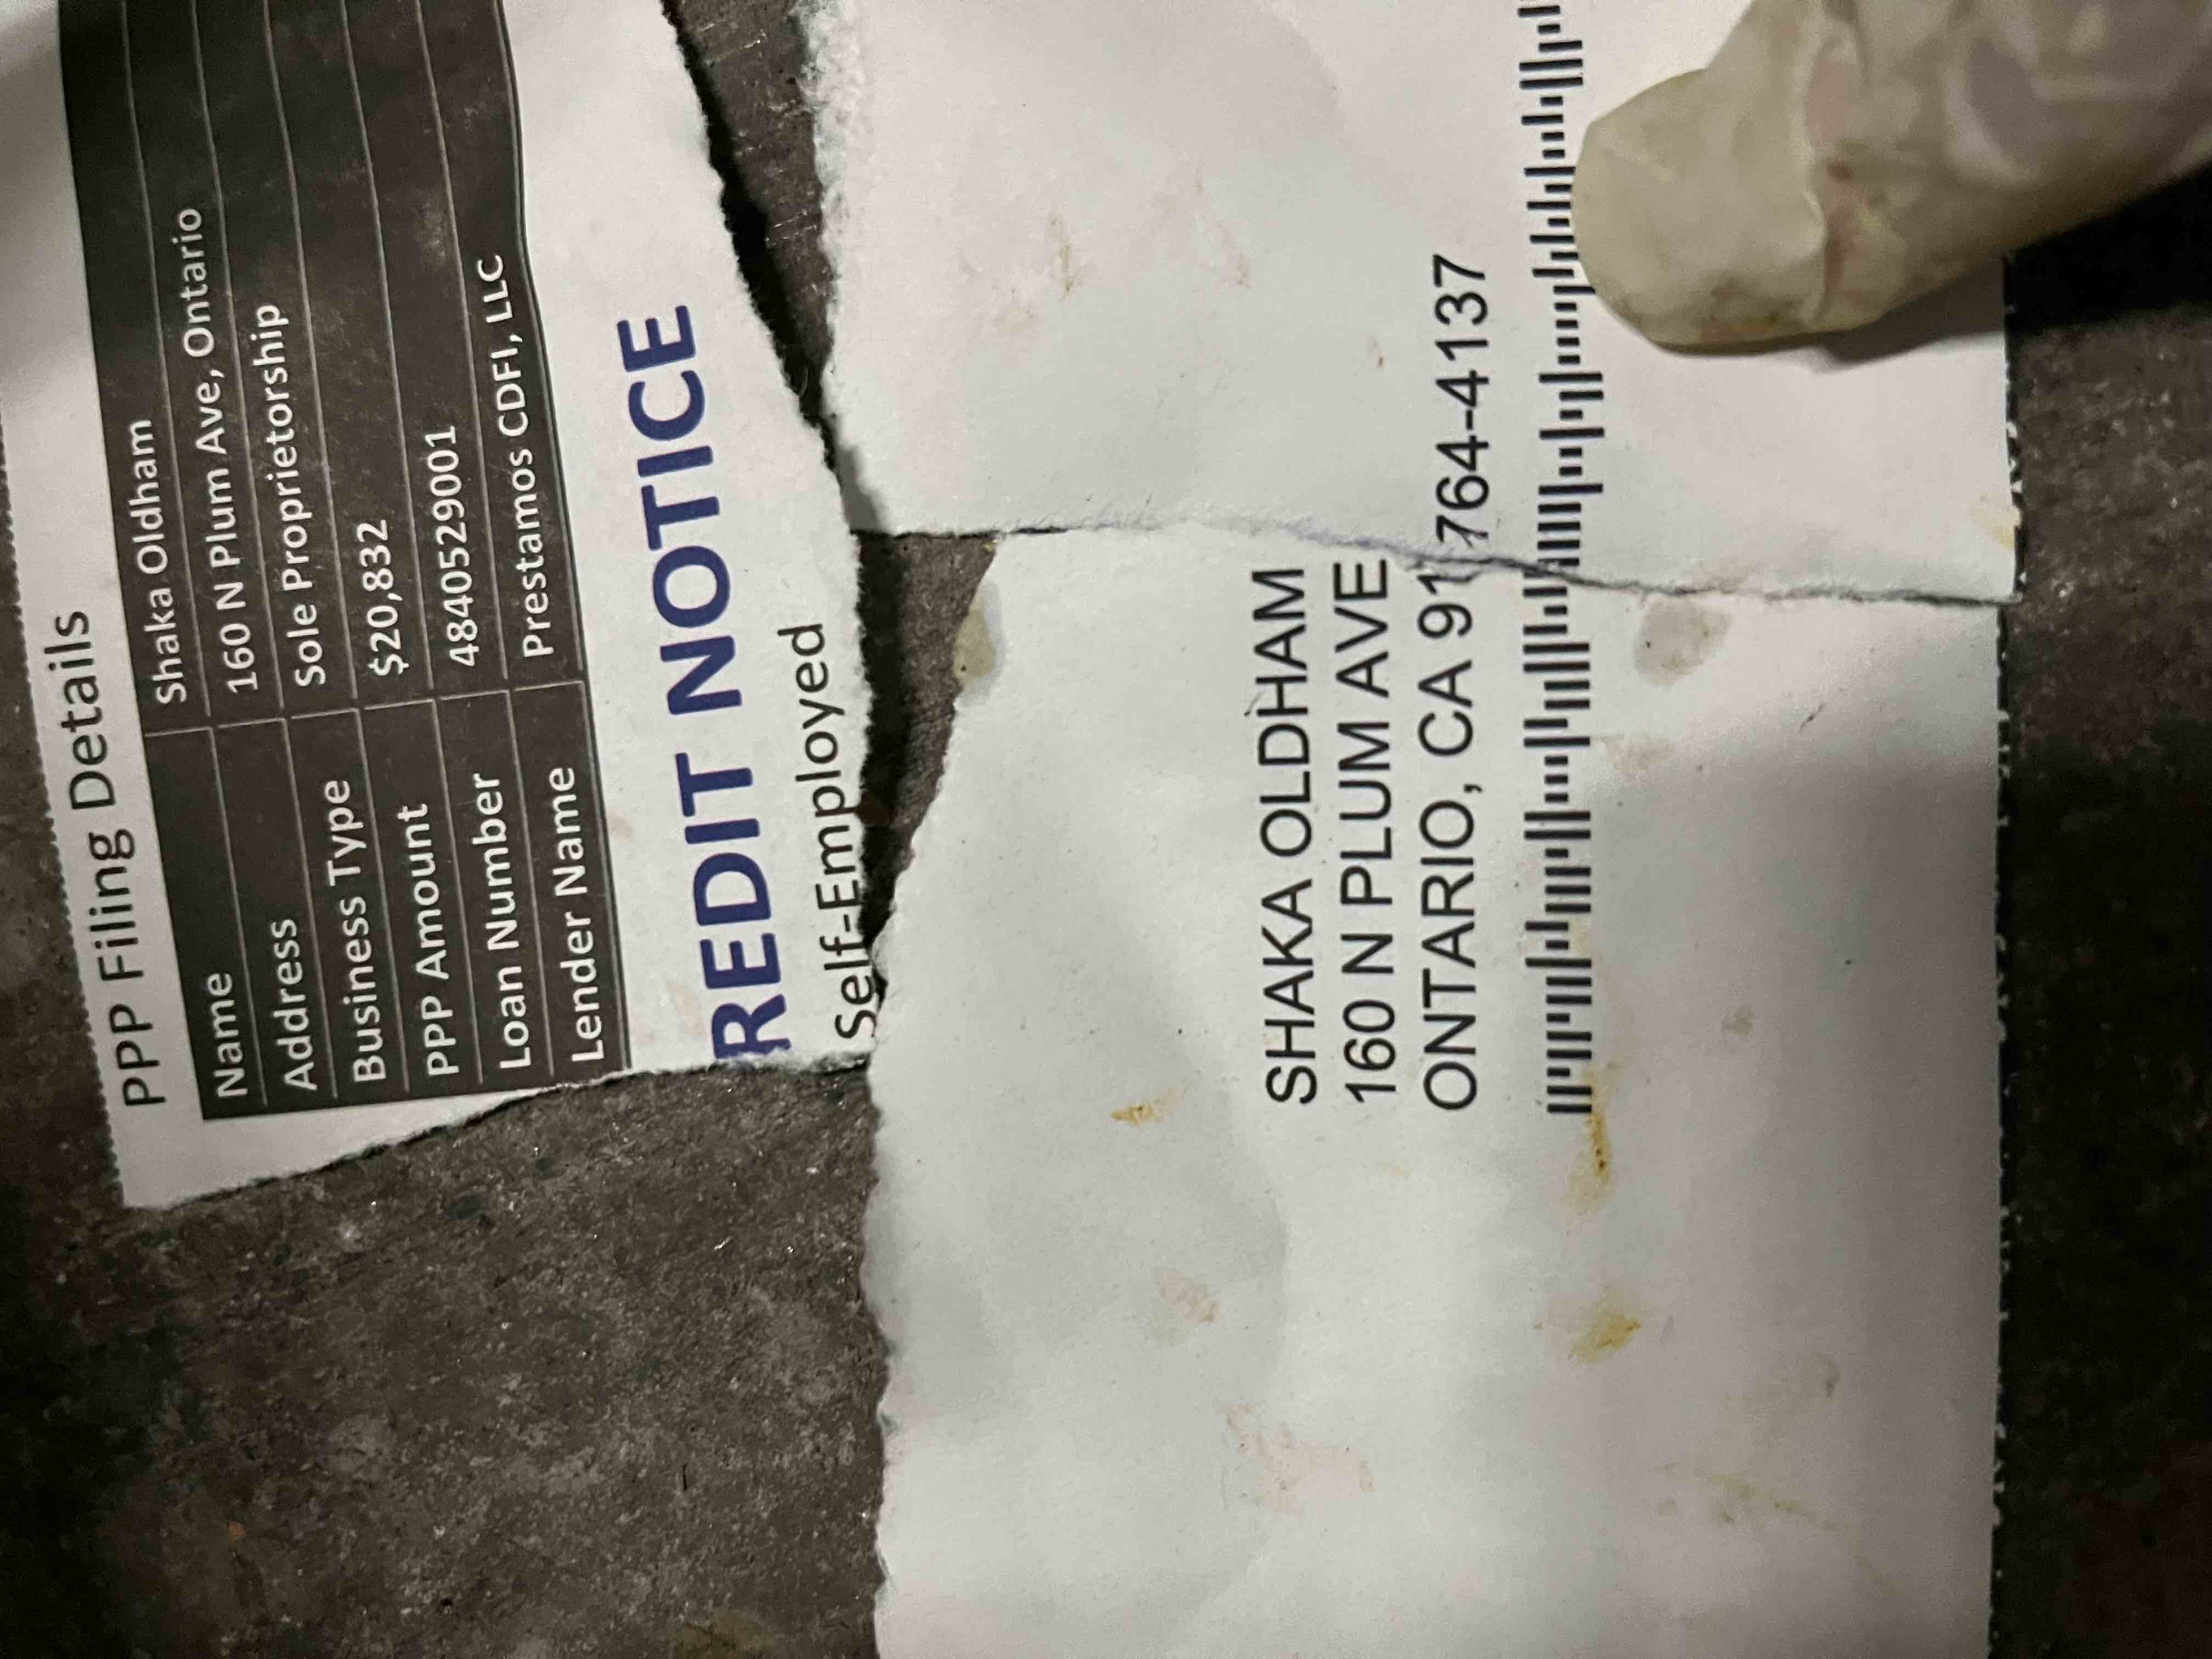 PPP Filing Details
Name Shaka Oldham
Address 160 N Plum Ave, Ontario
Business Type Sole Proprietorship
PPP Amount $20,832
Loan Number 4840529001
Lender Name Prestamos CDFI, LLC
REDIT NOTICE
Self-Employed
SHAKA OLDHAM
160 N PLUM AVE
ONTARIO, CA 91764-4137